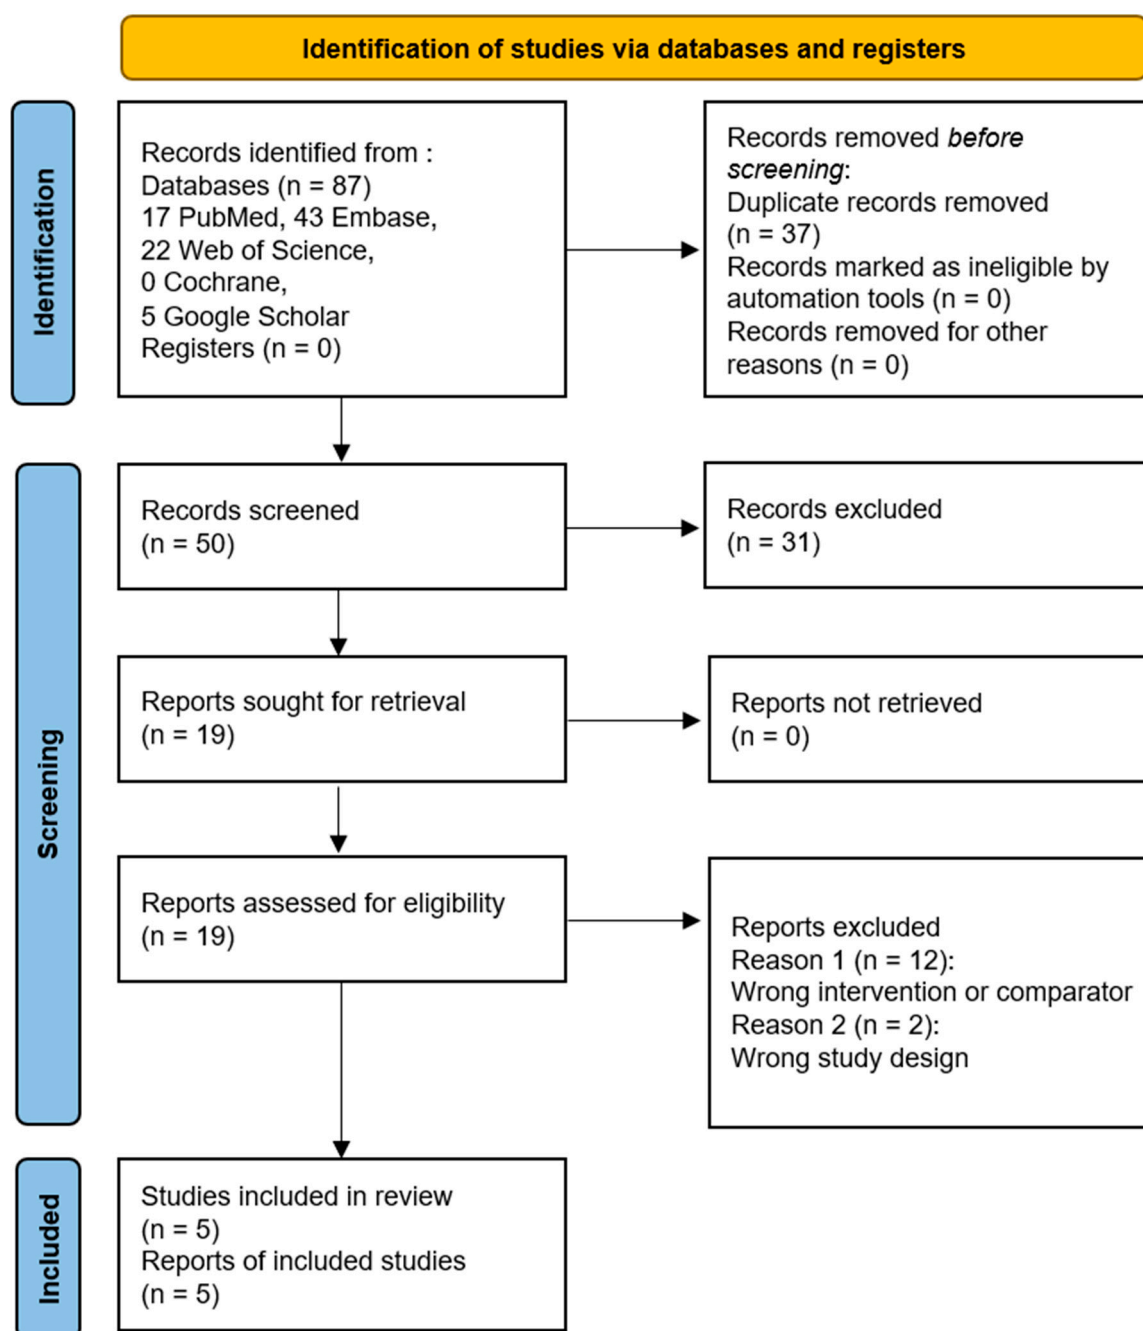 Identification of studies via databases and registers
Identification
Records identified from :
Databases (n = 87)
17 PubMed, 43 Embase,
22 Web of Science,
0 Cochrane,
5 Google Scholar
Registers (n = 0)
Records removed before
screening:
Duplicate records removed
(n = 37)
Records marked as ineligible by
automation tools (n = 0)
Records removed for other
reasons (n = 0)
Screening
Records screened
(n = 50)
Records excluded
(n = 31)
Reports sought for retrieval
(n = 19)
Reports not retrieved
(n = 0)
Reports assessed for eligibility
(n = 19)
Reports excluded
Reason 1 (n = 12):
Wrong intervention or comparator
Reason 2 (n = 2):
Wrong study design
Included
Studies included in review
(n = 5)
Reports of included studies
(n = 5)